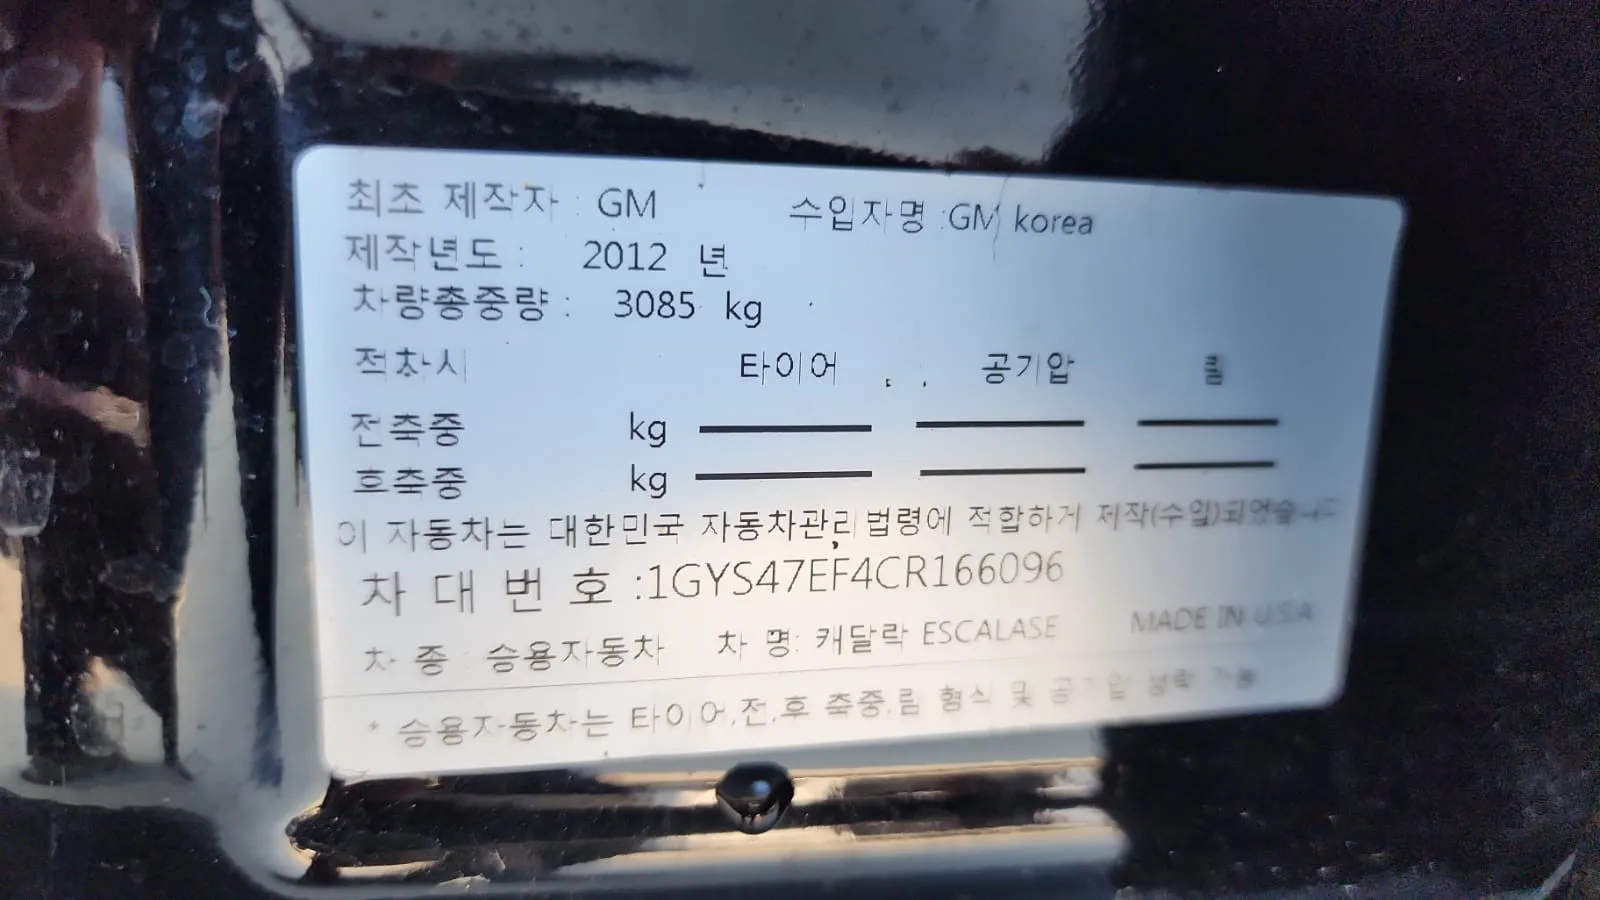 최초 제작자 : GM 수입자명 :GM korea
제작년도 : 2012 년
차량총중량 : 3085 kg
적차시 타이어 공기압 림
전축중 kg
후축중 kg
이 자동차는 대한민국 자동차관리법령에 적합하게 제작(수입)되었습니다
차 대 번 호 :1GYS47EF4CR166096
차 종 : 승용자동차 차 명: 캐달락 ESCALASE MADE IN U.S.A
* 승용자동차는 타이어,전,후 축중,림 형식 및 공기압 생략 가능